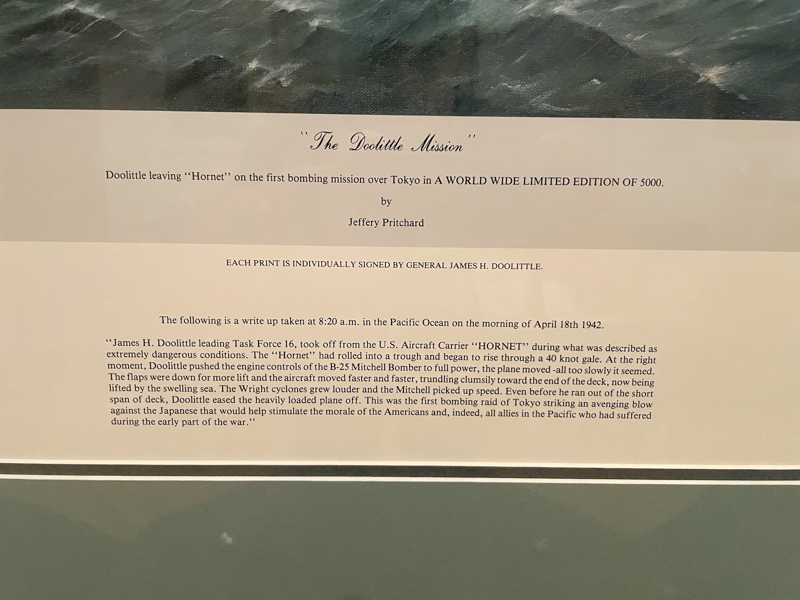 "The Doolittle Mission"
Doolittle leaving "Hornet" on the first bombing mission over Tokyo in A WORLD WIDE LIMITED EDITION OF 5000.
by
Jeffery Pritchard
EACH PRINT IS INDIVIDUALLY SIGNED BY GENERAL JAMES H. DOOLITTLE.
The following is a write up taken at 8:20 a.m. in the Pacific Ocean on the morning of April 18th 1942.
"James H. Doolittle leading Task Force 16, took off from the U.S. Aircraft Carrier "HORNET" during what was described as
extremely dangerous conditions. The "Hornet" had rolled into a trough and began to rise through a 40 knot gale. At the right
moment, Doolittle pushed the engine controls of the B-25 Mitchell Bomber to full power, the plane moved -all too slowly it seemed.
The flaps were down for more lift and the aircraft moved faster and faster, trundling clumsily toward the end of the deck, now being
lifted by the swelling sea. The Wright cyclones grew louder and the Mitchell picked up speed. Even before he ran out of the short
span of deck, Doolittle eased the heavily loaded plane off. This was the first bombing raid of Tokyo striking an avenging blow
against the Japanese that would help stimulate the morale of the Americans and, indeed, all allies in the Pacific who had suffered
during the early part of the war."